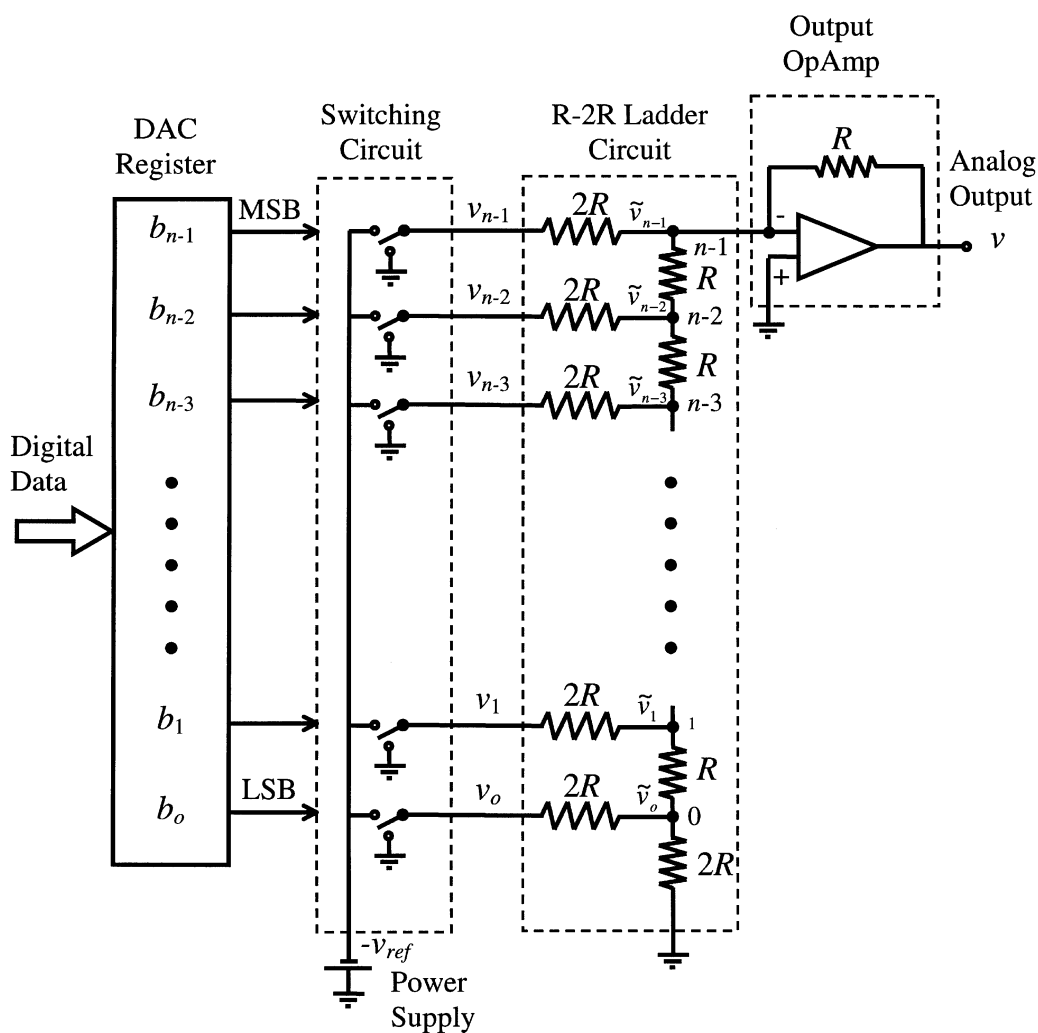 Output
OpAmp
Switching
Circuit
R-2R Ladder
Circuit
DAC
Register
R
Analog
Output
MSB
b_{n-1}
v_{n-1}
2R
ṽ_{n-1}
n-1
-
+
v
R
b_{n-2}
v_{n-2}
2R
ṽ_{n-2}
n-2
R
b_{n-3}
v_{n-3}
2R
ṽ_{n-3}
n-3
Digital
Data
b_1
v_1
2R
ṽ_1
1
R
LSB
b_o
v_o
2R
ṽ_o
0
2R
-v_{ref}
Power
Supply